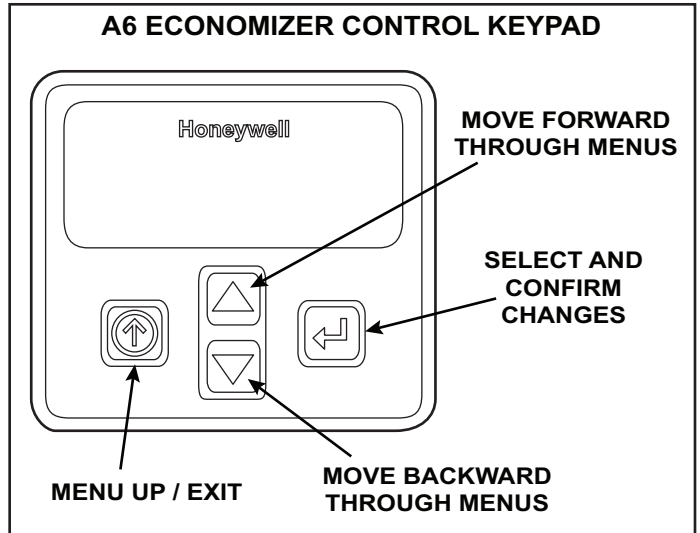 A6 ECONOMIZER CONTROL KEYPAD
Honeywell
MOVE FORWARD
THROUGH MENUS
SELECT AND
CONFIRM
CHANGES
MENU UP / EXIT
MOVE BACKWARD
THROUGH MENUS